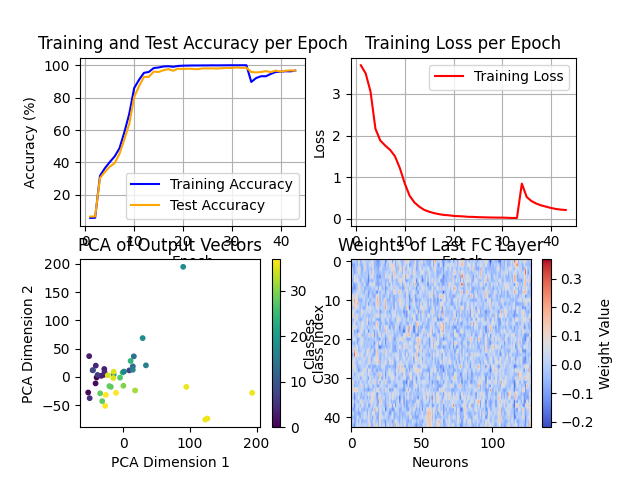 Training and Test Accuracy per Epoch
Accuracy (%)
100
80
60
40
20
0
10
20
30
40
Epoch
Training Accuracy
Test Accuracy
Training Loss per Epoch
Loss
3
2
1
0
0
10
20
30
40
Epoch
Training Loss
PCA of Output Vectors
PCA Dimension 2
200
150
100
50
0
−50
0
100
200
PCA Dimension 1
30
20
10
0
Classes
Weights of Last FC Layer
Class Index
0
10
20
30
40
0
50
100
Neurons
0.3
0.2
0.1
0.0
−0.1
−0.2
Weight Value